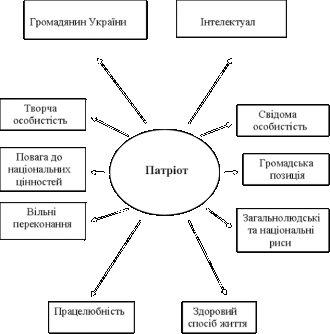 Громадянин України
Інтелектуал
Творча
особистість
Свідома
особистість
Повага до
національних
цінностей
Патріот
Громадська
позиція
Вільні
переконання
Загальнолюдські
та національні
риси
Працелюбність
Здоровий
спосіб життя